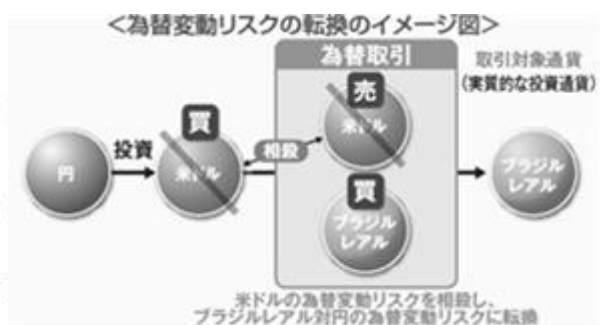 ＜為替変動リスクの転換のイメージ図＞
為替取引
取引対象通貨
（実質的な投資通貨）
売
米ドル
買
投資
相殺
円
米ドル
買
ブラジル
レアル
ブラジル
レアル
米ドルの為替変動リスクを相殺し、
ブラジルレアル対円の為替変動リスクに転換